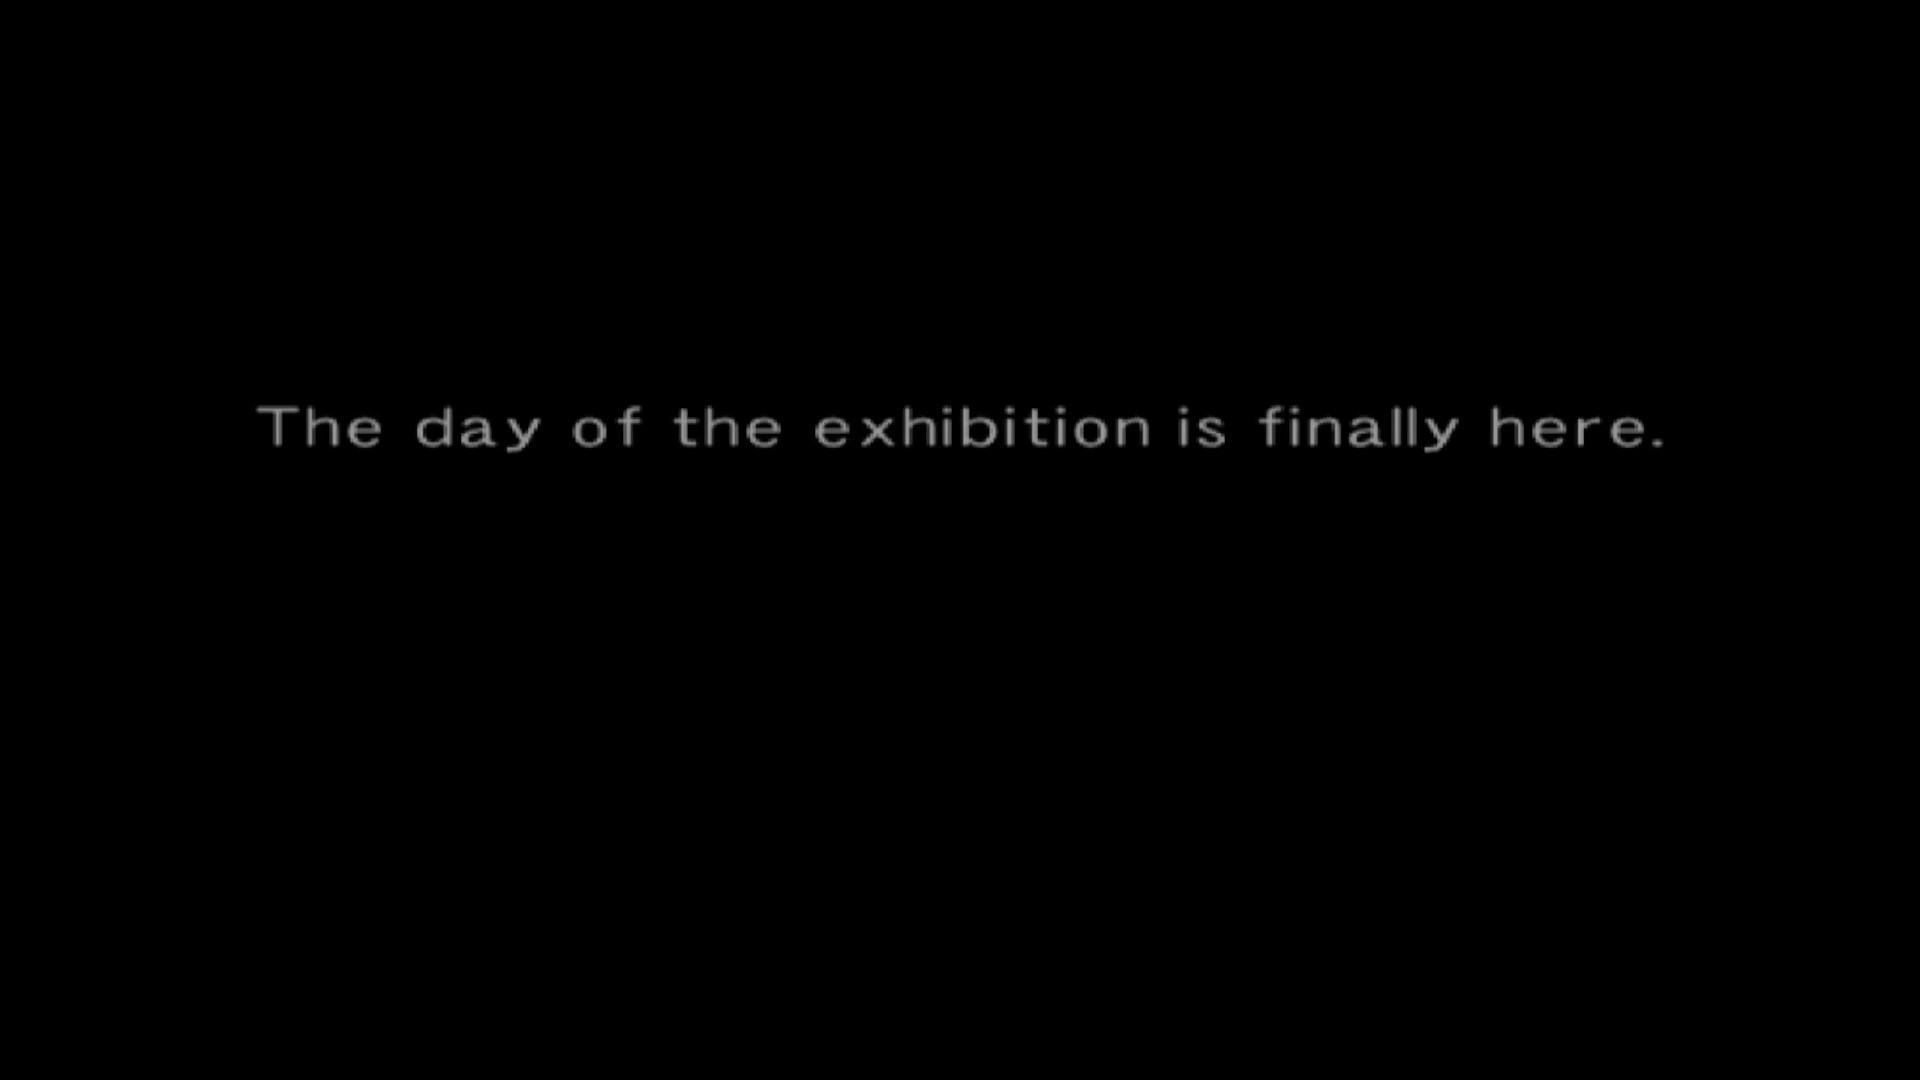 The day of the exhibition is finally here.